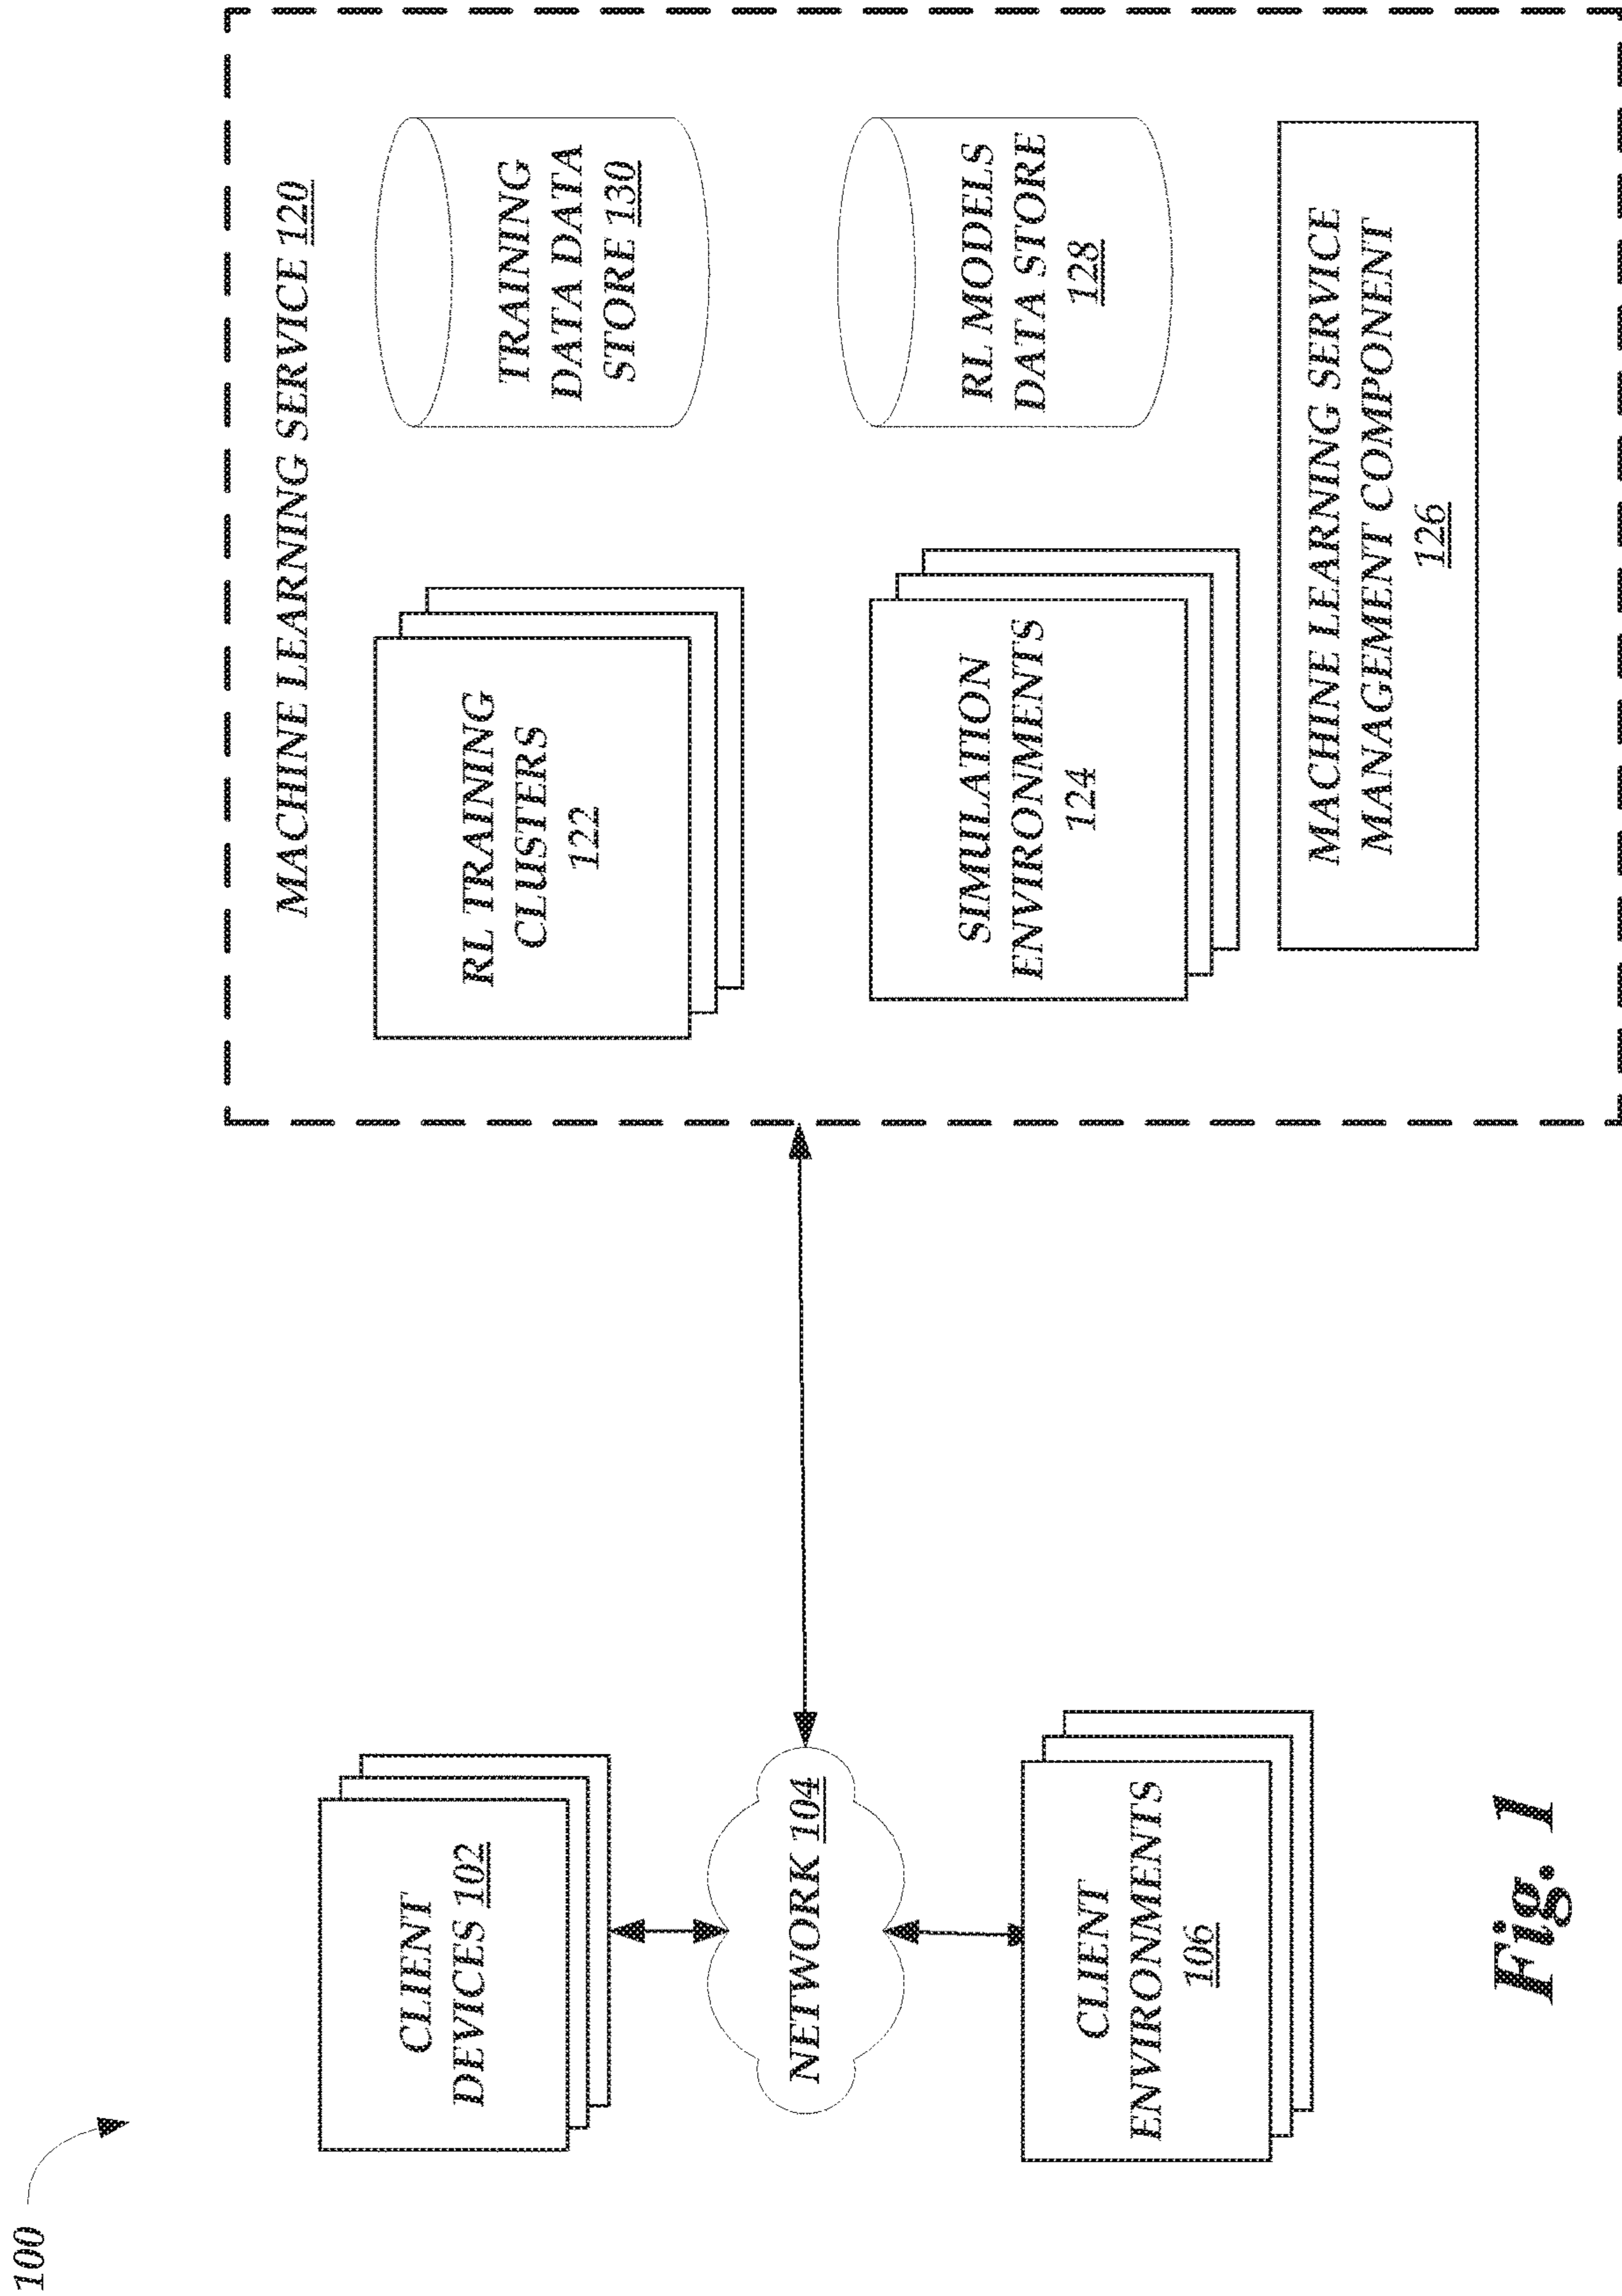 100
CLIENT
DEVICES 102
NETWORK 104
CLIENT
ENVIRONMENTS
106
MACHINE LEARNING SERVICE 120
RL TRAINING
CLUSTERS
122
TRAINING
DATA DATA
STORE 130
SIMULATION
ENVIRONMENTS
124
RL MODELS
DATA STORE
128
MACHINE LEARNING SERVICE
MANAGEMENT COMPONENT
126
Fig. 1